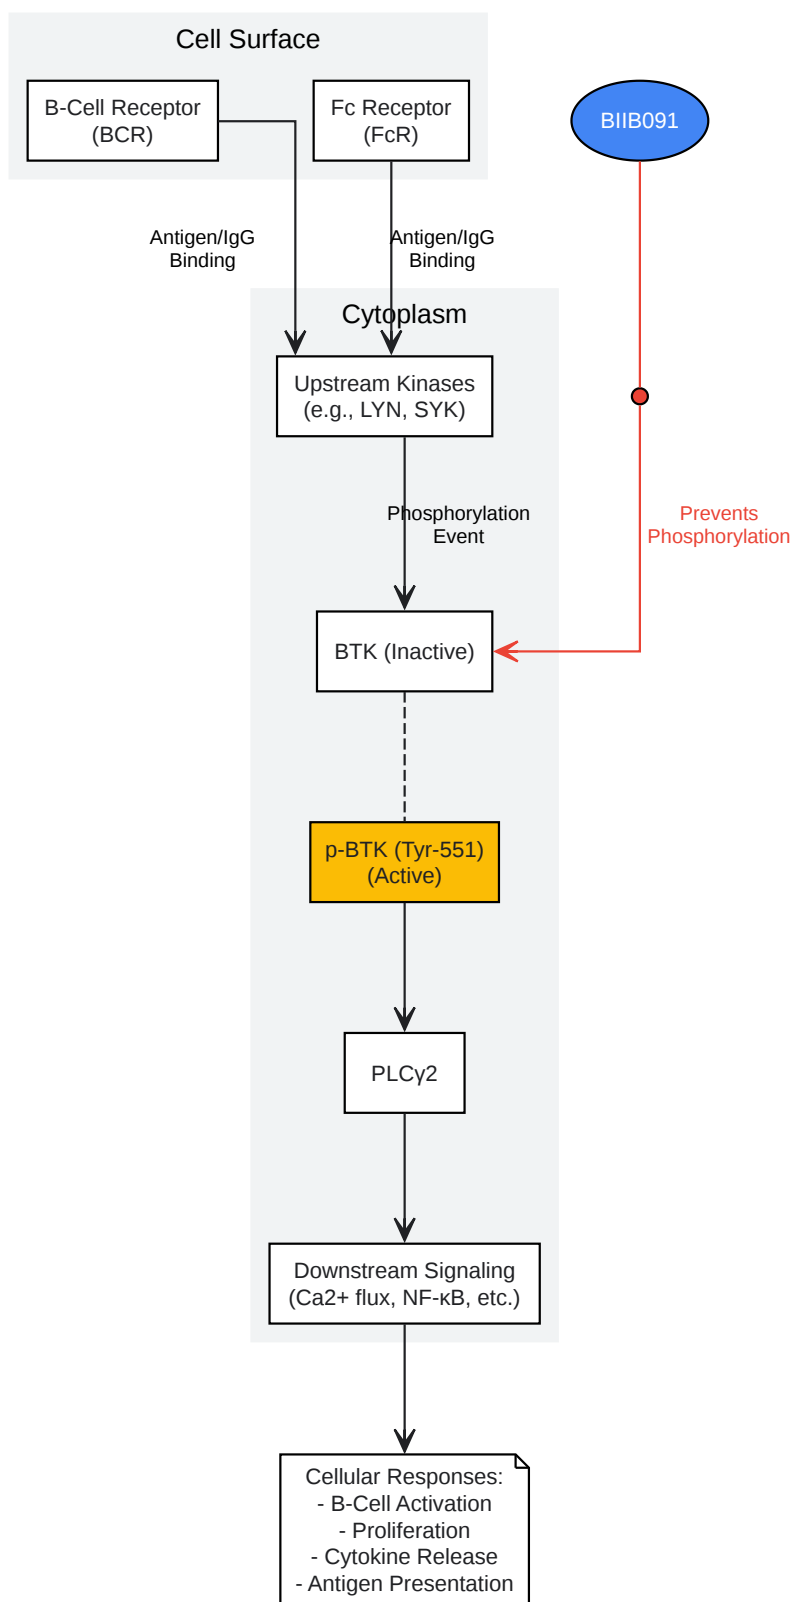 Cell Surface
B-Cell Receptor
(BCR)
Fc Receptor
(FcR)
BIIB091
Antigen/IgG
Binding
Antigen/IgG
Binding
Cytoplasm
Upstream Kinases
(e.g., LYN, SYK)
Phosphorylation
Event
Prevents
Phosphorylation
BTK (Inactive)
p-BTK (Tyr-551)
(Active)
PLCγ2
Downstream Signaling
(Ca2+ flux, NF-κB, etc.)
Cellular Responses:
- B-Cell Activation
- Proliferation
- Cytokine Release
- Antigen Presentation